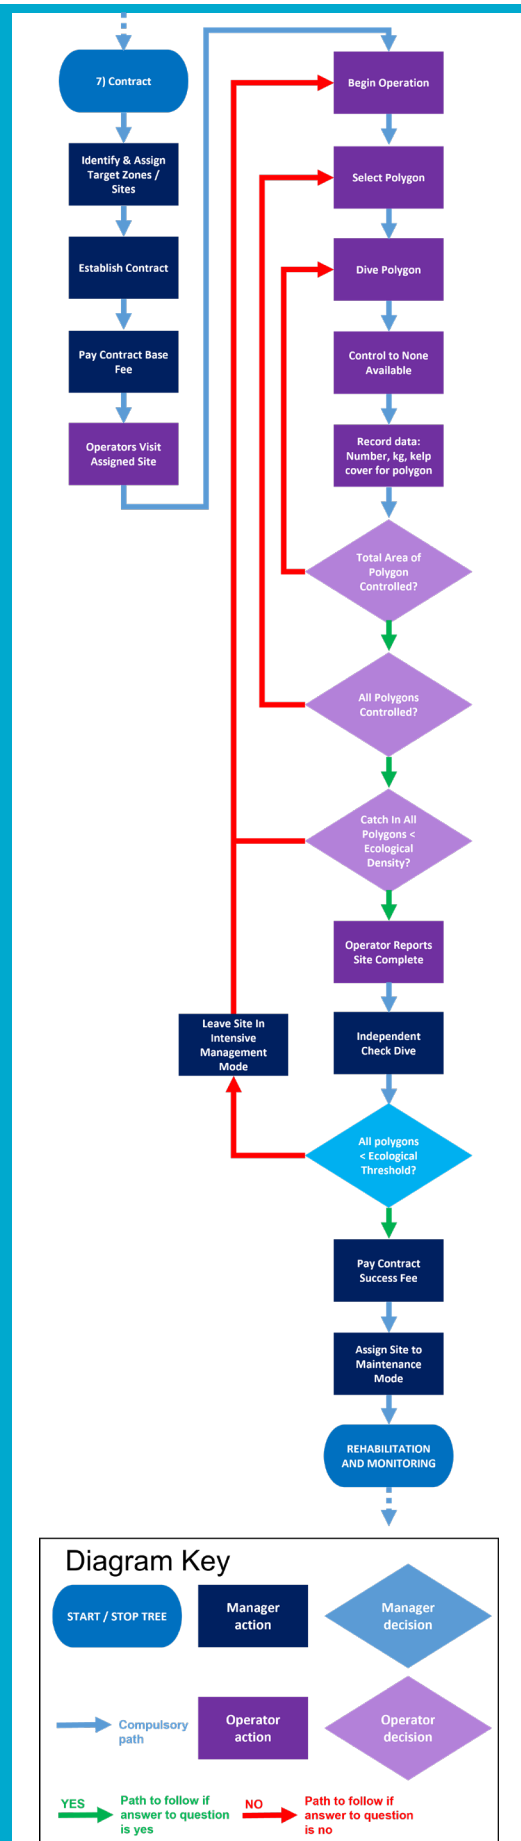 7) Contract
Identify & Assign
Target Zones /
Sites
Establish Contract
Pay Contract Base
Fee
Operators Visit
Assigned Site
Begin Operation
Select Polygon
Dive Polygon
Control to None
Available
Record data:
Number, kg, kelp
cover for polygon
Total Area of
Polygon
Controlled?
All Polygons
Controlled?
Catch In All
Polygons <
Ecological
Density?
Operator Reports
Site Complete
Leave Site In
Intensive
Management
Mode
Independent
Check Dive
All polygons
< Ecological
Threshold?
Pay Contract
Success Fee
Assign Site to
Maintenance
Mode
REHABILITATION
AND MONITORING
Diagram Key
START / STOP TREE
Manager
action
Manager
decision
Compulsory
path
Operator
action
Operator
decision
YES
Path to follow if
answer to question
is yes
NO
Path to follow if
answer to question
is no